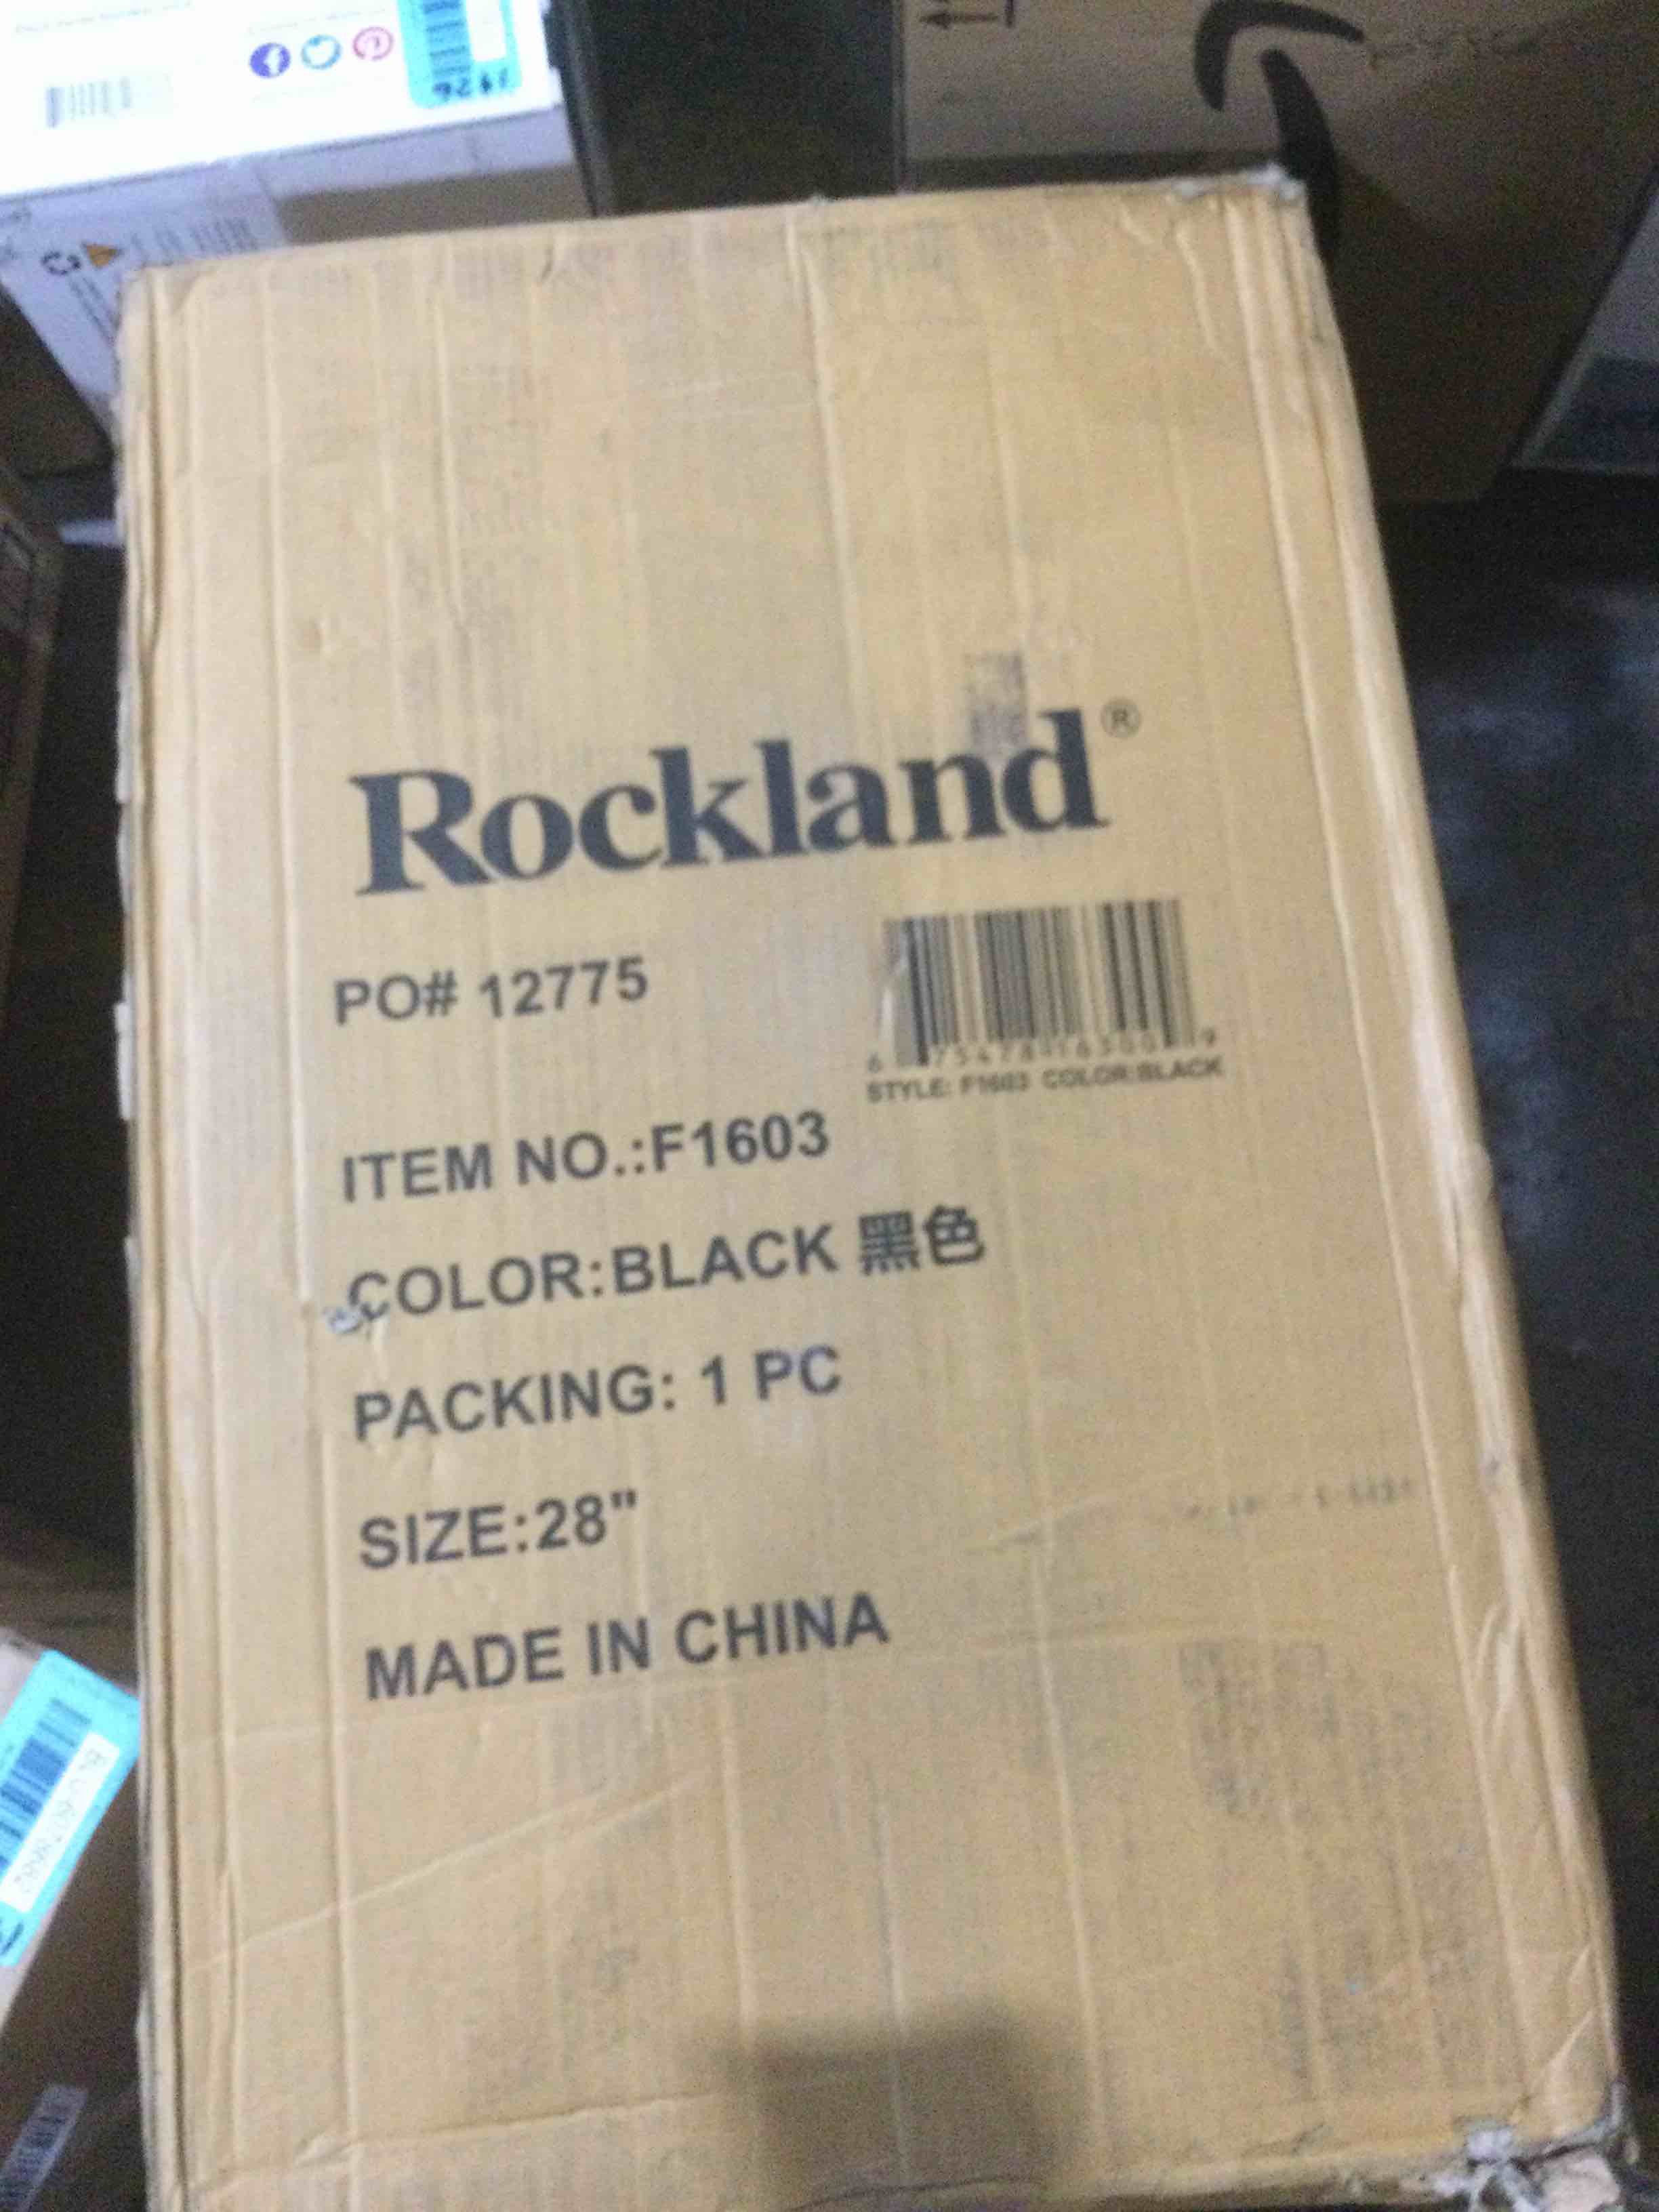 Rockland®
PO# 12775
STYLE: F1603 COLOR:BLACK
ITEM NO.:F1603
COLOR:BLACK 黑色
PACKING: 1 PC
SIZE:28"
MADE IN CHINA